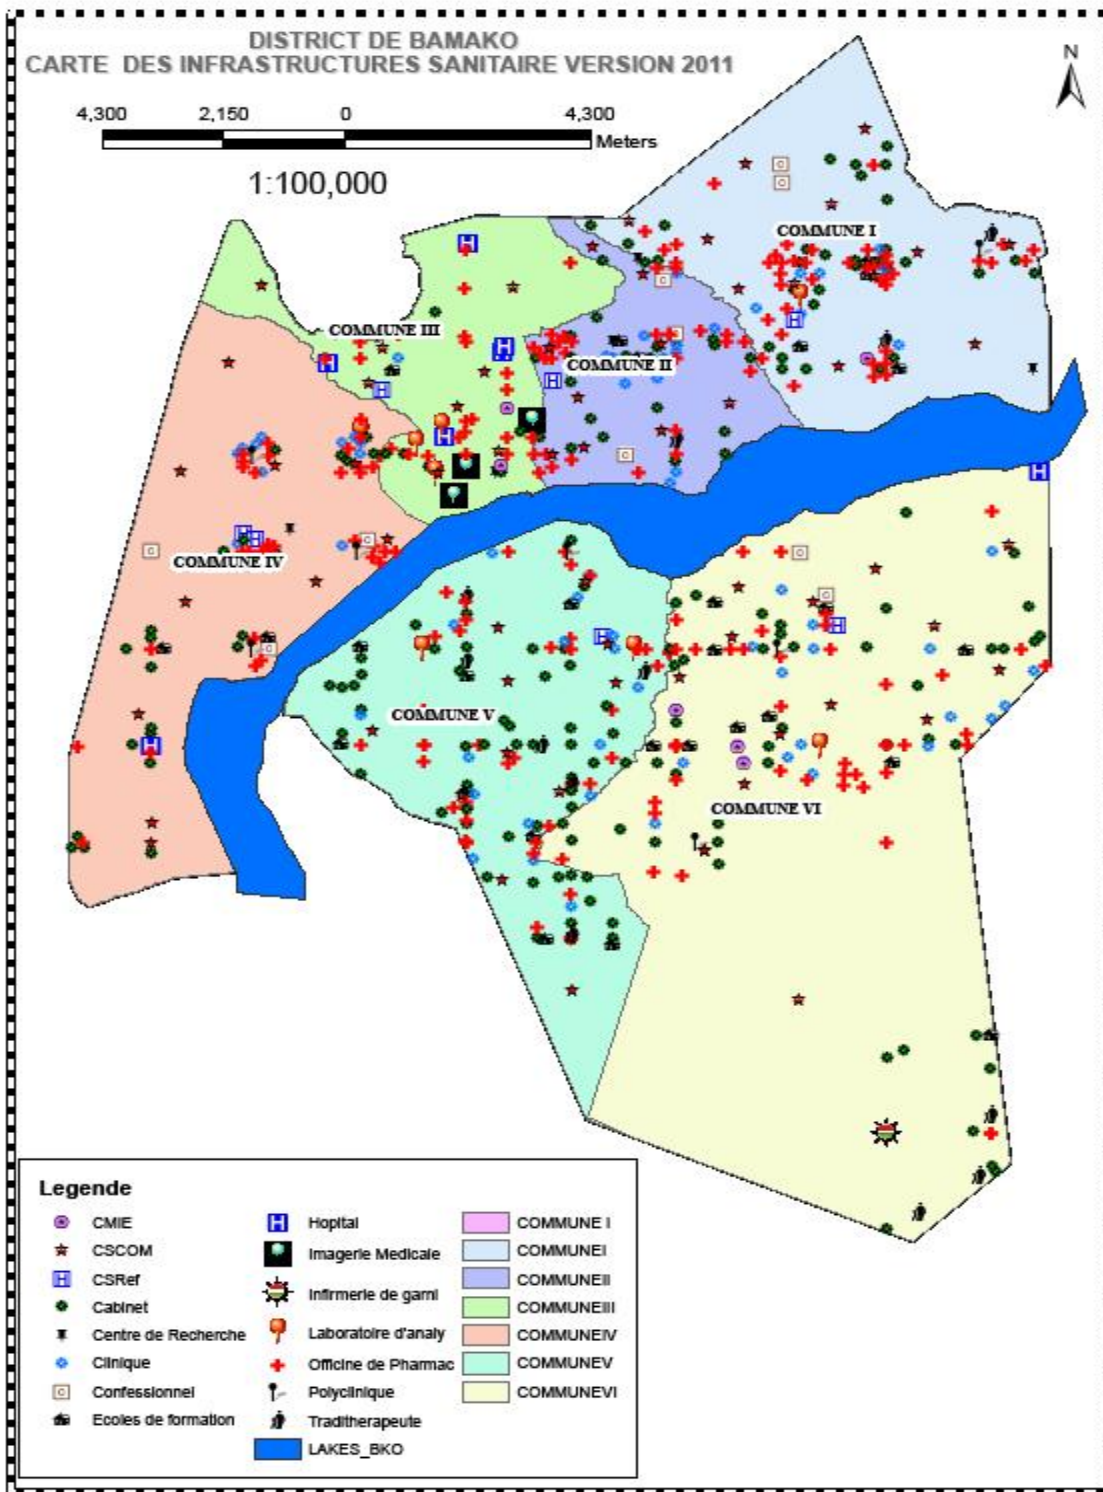 DISTRICT DE BAMAKO
CARTE DES INFRASTRUCTURES SANITAIRE VERSION 2011
N
4,300 2,150 0 4,300
Meters
1:100,000
COMMUNE I
COMMUNE III
COMMUNE II
COMMUNE IV
COMMUNE V
COMMUNE VI
Legende
CMIE
CSCOM
CSRef
Cabinet
Centre de Recherche
Clinique
Confessionnel
Ecoles de formation
Hopital
Imagerie Medicale
Infirmerie de garni
Laboratoire d'analy
Officine de Pharmac
Polyclinique
Traditherapeute
LAKES_BKO
COMMUNE I
COMMUNEI
COMMUNEII
COMMUNEIII
COMMUNEIV
COMMUNEV
COMMUNEVI